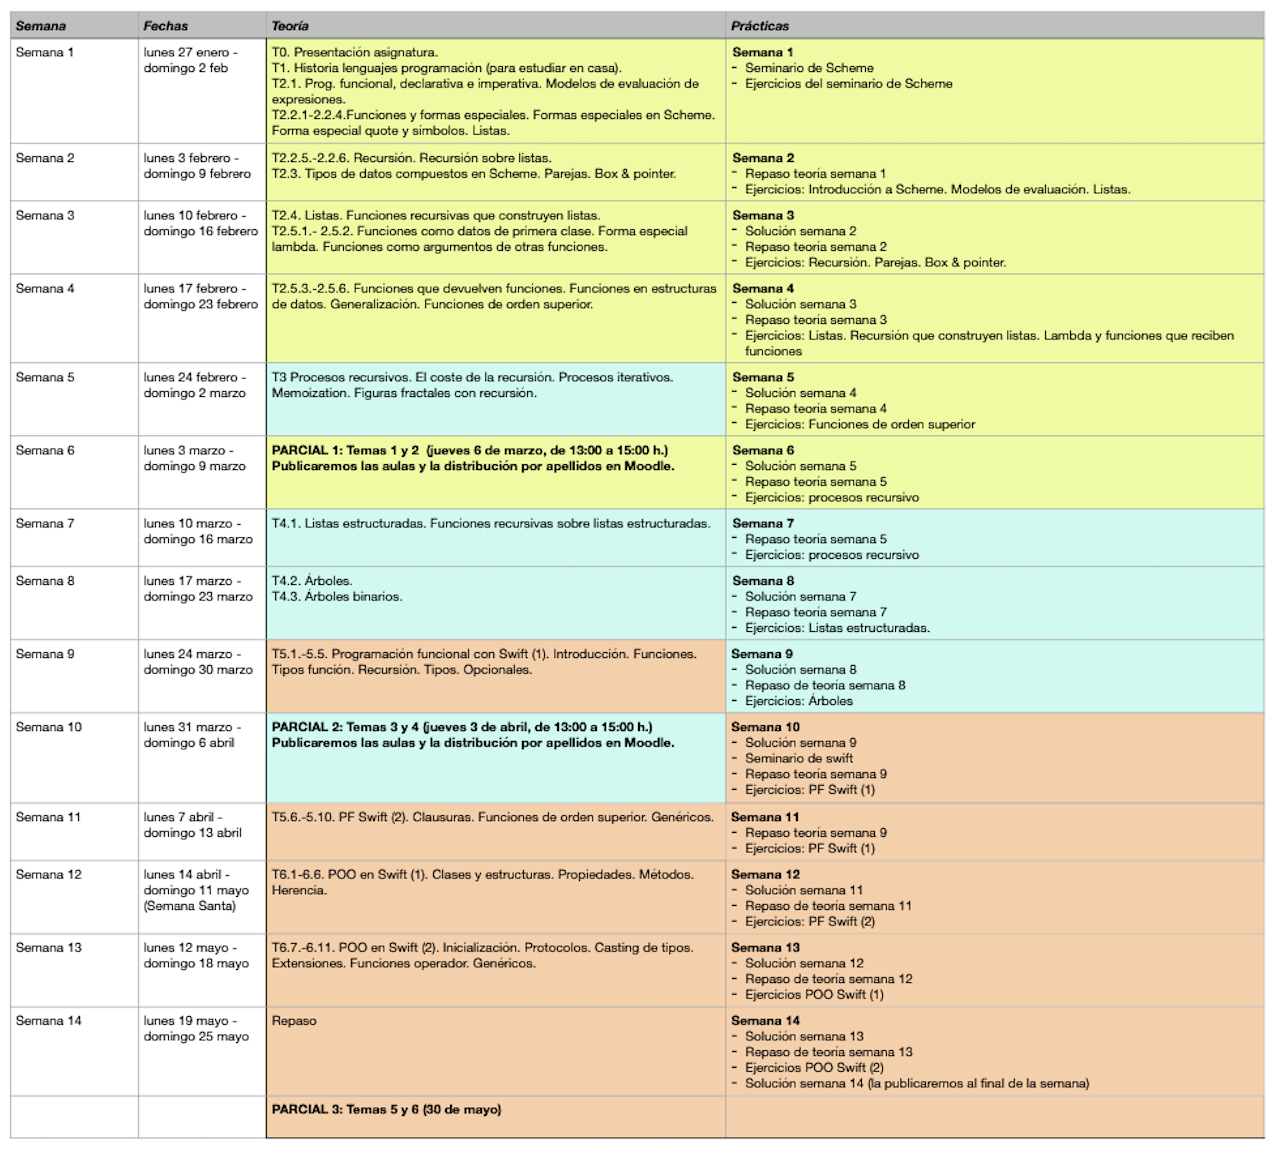 Semana Fechas Teoría Prácticas
Semana 1
lunes 27 enero -
domingo 2 feb
T0. Presentación asignatura.
T1. Historia lenguajes programación (para estudiar en casa).
T2.1. Prog. funcional, declarativa e imperativa. Modelos de evaluación de
expresiones.
T2.2.1-2.2.4.Funciones y formas especiales. Formas especiales en Scheme.
Forma especial quote y símbolos. Listas.
Semana 1
- Seminario de Scheme
- Ejercicios del seminario de Scheme
Semana 2
lunes 3 febrero -
domingo 9 febrero
T2.2.5.-2.2.6. Recursión. Recursión sobre listas.
T2.3. Tipos de datos compuestos en Scheme. Parejas. Box & pointer.
Semana 2
- Repaso teoría semana 1
- Ejercicios: Introducción a Scheme. Modelos de evaluación. Listas.
Semana 3
lunes 10 febrero -
domingo 16 febrero
T2.4. Listas. Funciones recursivas que construyen listas.
T2.5.1.- 2.5.2. Funciones como datos de primera clase. Forma especial
lambda. Funciones como argumentos de otras funciones.
Semana 3
- Solución semana 2
- Repaso teoría semana 2
- Ejercicios: Recursión. Parejas. Box & pointer.
Semana 4
lunes 17 febrero -
domingo 23 febrero
T2.5.3.-2.5.6. Funciones que devuelven funciones. Funciones en estructuras
de datos. Generalización. Funciones de orden superior.
Semana 4
- Solución semana 3
- Repaso teoría semana 3
- Ejercicios: Listas. Recursión que construyen listas. Lambda y funciones que reciben
funciones
Semana 5
lunes 24 febrero -
domingo 2 marzo
T3 Procesos recursivos. El coste de la recursión. Procesos iterativos.
Memoization. Figuras fractales con recursión.
Semana 5
- Solución semana 4
- Repaso teoría semana 4
- Ejercicios: Funciones de orden superior
Semana 6
lunes 3 marzo -
domingo 9 marzo
PARCIAL 1: Temas 1 y 2 (jueves 6 de marzo, de 13:00 a 15:00 h.)
Publicaremos las aulas y la distribución por apellidos en Moodle.
Semana 6
- Solución semana 5
- Repaso teoría semana 5
- Ejercicios: procesos recursivo
Semana 7
lunes 10 marzo -
domingo 16 marzo
T4.1. Listas estructuradas. Funciones recursivas sobre listas estructuradas.
Semana 7
- Repaso teoría semana 5
- Ejercicios: procesos recursivo
Semana 8
lunes 17 marzo -
domingo 23 marzo
T4.2. Árboles.
T4.3. Árboles binarios.
Semana 8
- Solución semana 7
- Repaso teoría semana 7
- Ejercicios: Listas estructuradas.
Semana 9
lunes 24 marzo -
domingo 30 marzo
T5.1.-5.5. Programación funcional con Swift (1). Introducción. Funciones.
Tipos función. Recursión. Tipos. Opcionales.
Semana 9
- Solución semana 8
- Repaso de teoría semana 8
- Ejercicios: Árboles
Semana 10
lunes 31 marzo -
domingo 6 abril
PARCIAL 2: Temas 3 y 4 (jueves 3 de abril, de 13:00 a 15:00 h.)
Publicaremos las aulas y la distribución por apellidos en Moodle.
Semana 10
- Solución semana 9
- Seminario de swift
- Repaso teoría semana 9
- Ejercicios: PF Swift (1)
Semana 11
lunes 7 abril -
domingo 13 abril
T5.6.-5.10. PF Swift (2). Clausuras. Funciones de orden superior. Genéricos.
Semana 11
- Repaso teoría semana 9
- Ejercicios: PF Swift (1)
Semana 12
lunes 14 abril -
domingo 11 mayo
(Semana Santa)
T6.1-6.6. POO en Swift (1). Clases y estructuras. Propiedades. Métodos.
Herencia.
Semana 12
- Solución semana 11
- Repaso de teoría semana 11
- Ejercicios: PF Swift (2)
Semana 13
lunes 12 mayo -
domingo 18 mayo
T6.7.-6.11. POO en Swift (2). Inicialización. Protocolos. Casting de tipos.
Extensiones. Funciones operador. Genéricos.
Semana 13
- Solución semana 12
- Repaso de teoría semana 12
- Ejercicios POO Swift (1)
Semana 14
lunes 19 mayo -
domingo 25 mayo
Repaso
Semana 14
- Solución semana 13
- Repaso de teoría semana 13
- Ejercicios POO Swift (2)
- Solución semana 14 (la publicaremos al final de la semana)
PARCIAL 3: Temas 5 y 6 (30 de mayo)